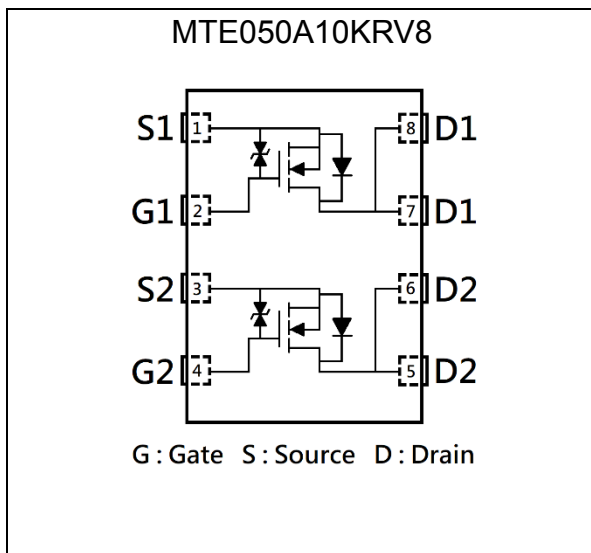 MTE050A10KRV8
S1 1 8 D1
G1 2 7 D1
S2 3 6 D2
G2 4 5 D2
G : Gate S : Source D : Drain